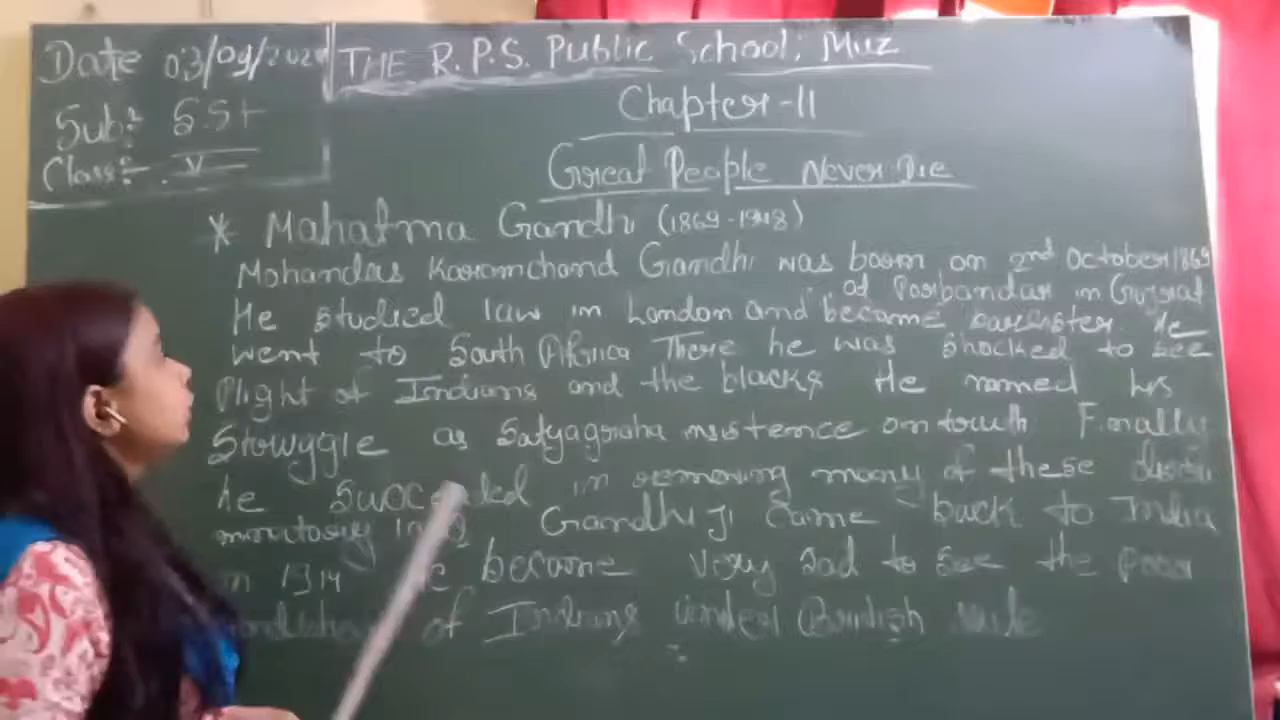 Date 03/09/202
THE R.P.S. Public School, Muz
Sub: S.St
Class:- V
Chapter-11
Great People Never Die
* Mahatma Gandhi (1869-1948)
Mohandas Karamchand Gandhi was born on 2nd October 1869
at Porbandar in Gujrat
He studied law in London and became barrister. He
went to South Africa There he was shocked to see
Plight of Indians and the blacks He named his
Struggle as Satyagraha insistence on truth Finally
he succeeded in removing many of these
Gandhi Ji came back to India
in 1914 He became very sad to see the poor
of Indians under British rule